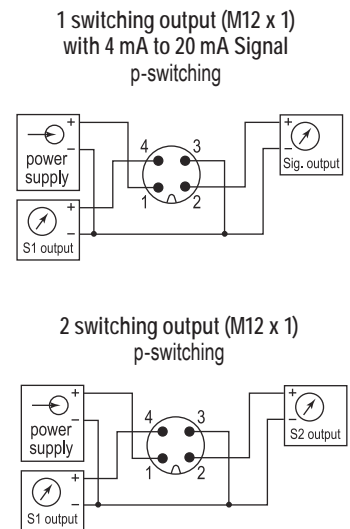 1 switching output (M12 x 1)
with 4 mA to 20 mA Signal
p-switching
+
−
power
supply
4
3
1
2
+
−
Sig. output
+
−
S1 output
2 switching output (M12 x 1)
p-switching
+
−
power
supply
4
3
1
2
+
−
S2 output
+
−
S1 output